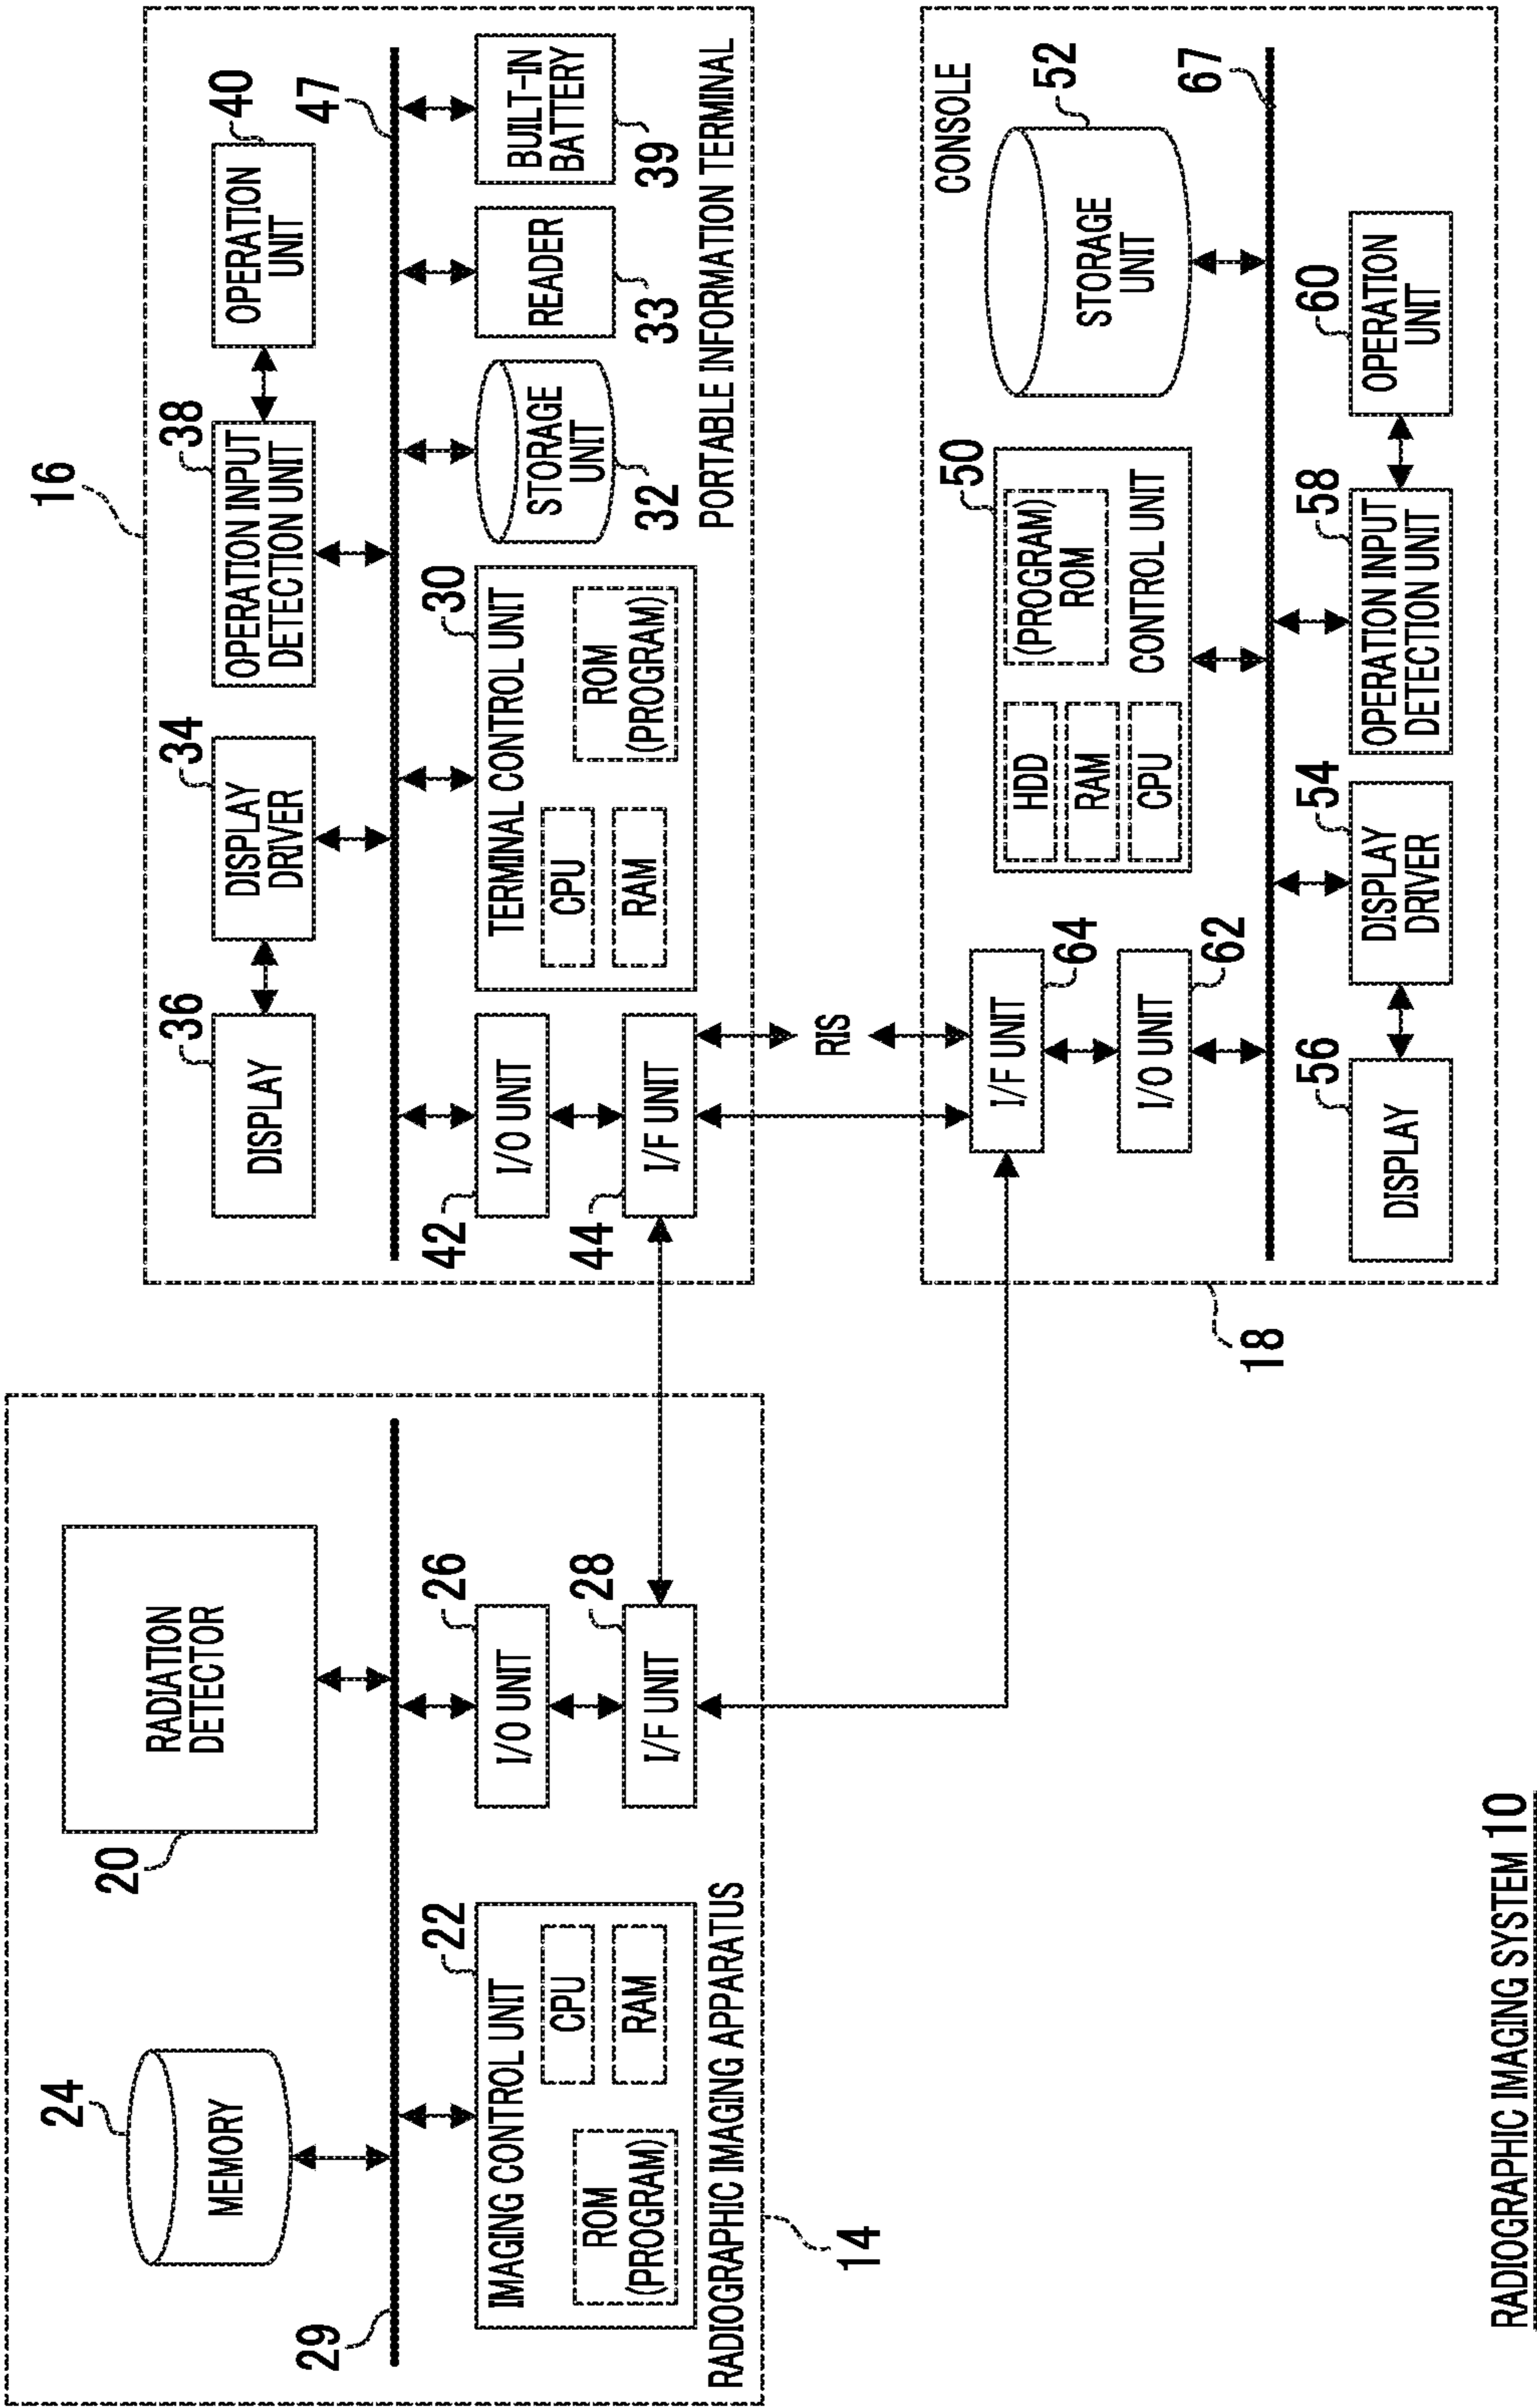 24
MEMORY
20
RADIATION
DETECTOR
29
22
IMAGING CONTROL UNIT
ROM
(PROGRAM)
CPU
RAM
26
I/O UNIT
28
I/F UNIT
RADIOGRAPHIC IMAGING APPARATUS
14
16
36
DISPLAY
34
DISPLAY
DRIVER
38
OPERATION INPUT
DETECTION UNIT
40
OPERATION
UNIT
47
42
I/O UNIT
44
I/F UNIT
30
TERMINAL CONTROL UNIT
CPU
RAM
ROM
(PROGRAM)
STORAGE
UNIT
32
READER
33
BUILT-IN
BATTERY
39
PORTABLE INFORMATION TERMINAL
RIS
CONSOLE
64
I/F UNIT
62
I/O UNIT
50
HDD
RAM
CPU
(PROGRAM)
ROM
CONTROL UNIT
52
STORAGE
UNIT
67
56
DISPLAY
54
DISPLAY
DRIVER
58
OPERATION INPUT
DETECTION UNIT
60
OPERATION
UNIT
18
RADIOGRAPHIC IMAGING SYSTEM 10